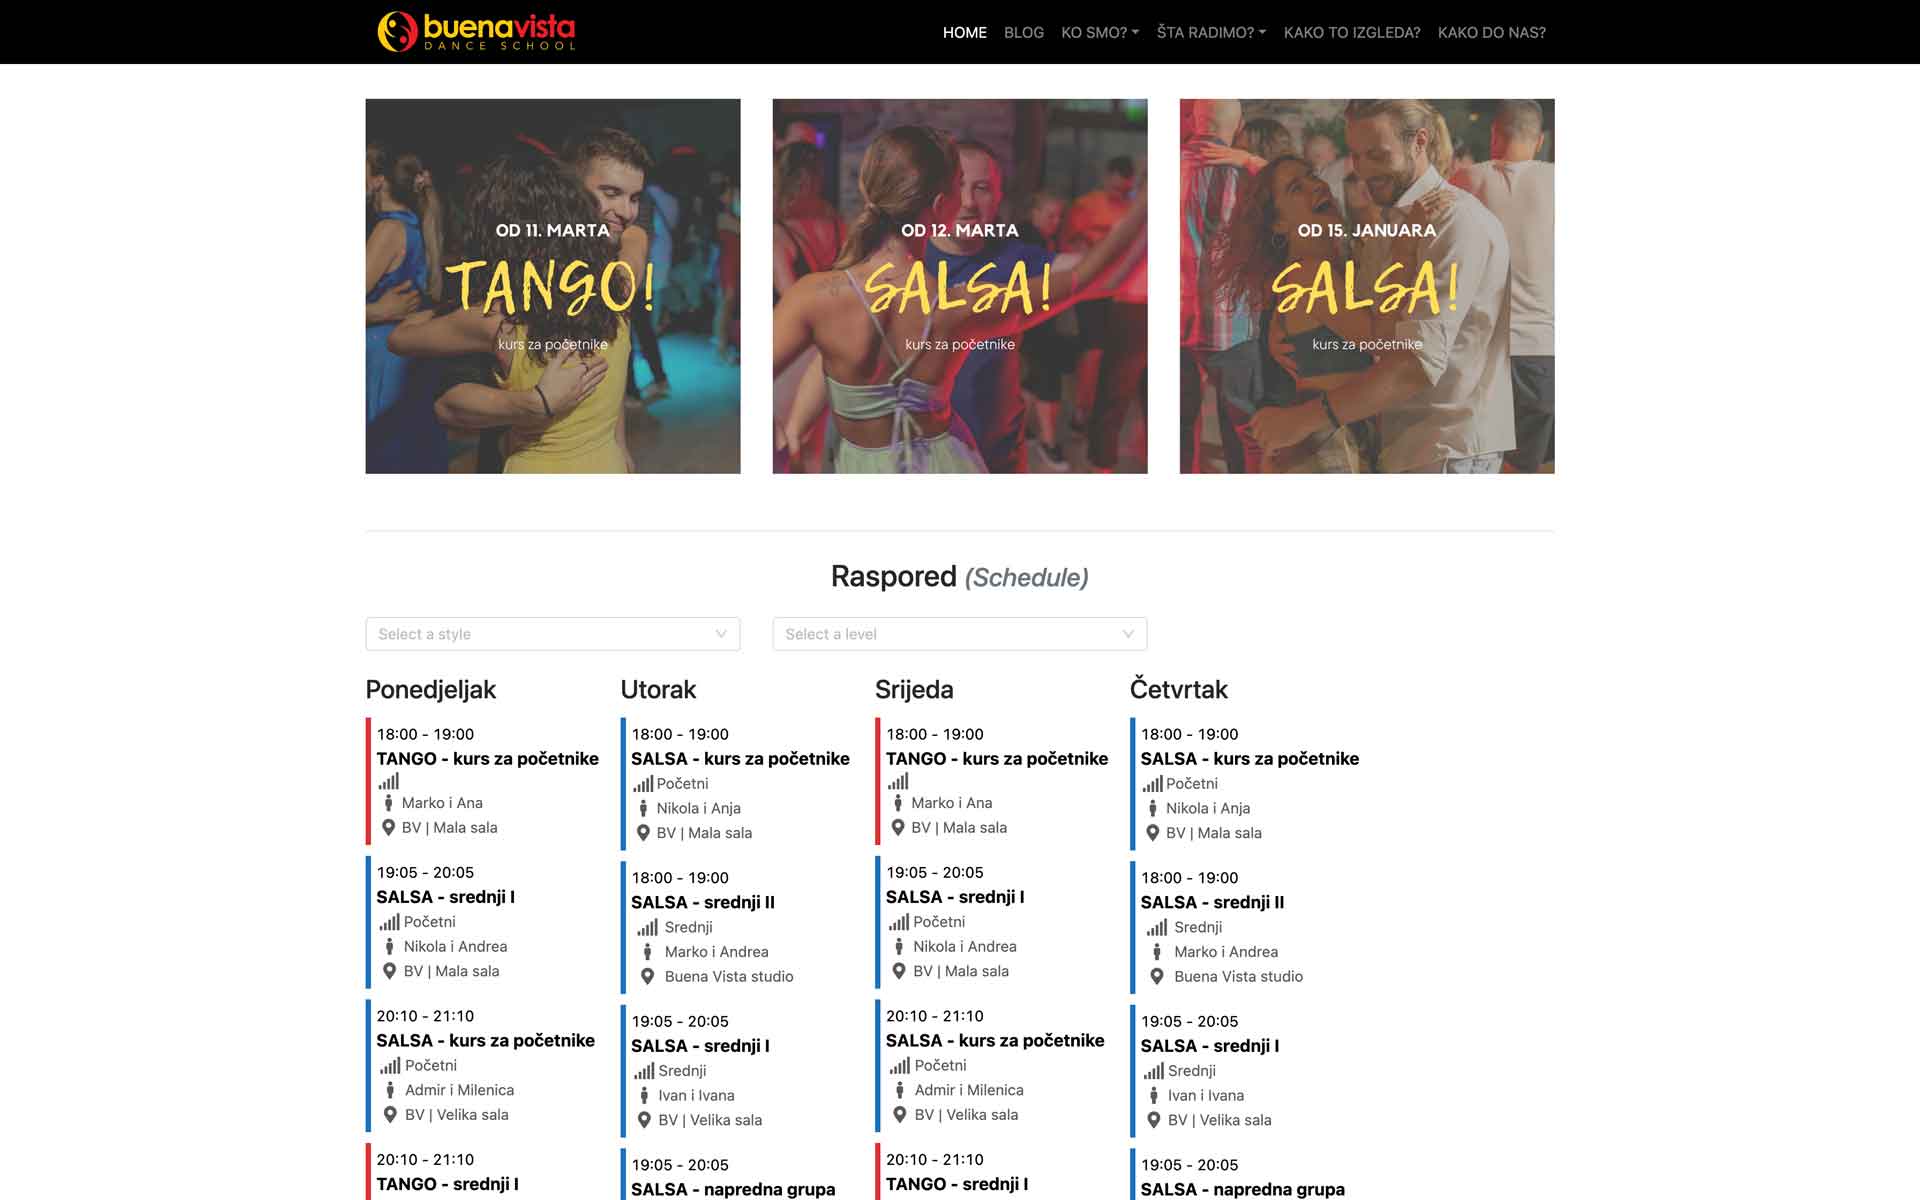 buenavista
DANCE SCHOOL
HOME BLOG KO SMO? ŠTA RADIMO? KAKO TO IZGLEDA? KAKO DO NAS?
OD 11. MARTA
TANGO!
kurs za početnike
OD 12. MARTA
SALSA!
kurs za početnike
OD 15. JANUARA
SALSA!
kurs za početnike
Raspored (Schedule)
Select a style
Select a level
Ponedjeljak
18:00 - 19:00
TANGO - kurs za početnike
Marko i Ana
BV | Mala sala
19:05 - 20:05
SALSA - srednji I
Početni
Nikola i Andrea
BV | Mala sala
20:10 - 21:10
SALSA - kurs za početnike
Početni
Admir i Milenica
BV | Velika sala
20:10 - 21:10
TANGO - srednji I
Utorak
18:00 - 19:00
SALSA - kurs za početnike
Početni
Nikola i Anja
BV | Mala sala
18:00 - 19:00
SALSA - srednji II
Srednji
Marko i Andrea
Buena Vista studio
19:05 - 20:05
SALSA - srednji I
Srednji
Ivan i Ivana
BV | Velika sala
19:05 - 20:05
SALSA - napredna grupa
Srijeda
18:00 - 19:00
TANGO - kurs za početnike
Marko i Ana
BV | Mala sala
19:05 - 20:05
SALSA - srednji I
Početni
Nikola i Andrea
BV | Mala sala
20:10 - 21:10
SALSA - kurs za početnike
Početni
Admir i Milenica
BV | Velika sala
20:10 - 21:10
TANGO - srednji I
Četvrtak
18:00 - 19:00
SALSA - kurs za početnike
Početni
Nikola i Anja
BV | Mala sala
18:00 - 19:00
SALSA - srednji II
Srednji
Marko i Andrea
Buena Vista studio
19:05 - 20:05
SALSA - srednji I
Srednji
Ivan i Ivana
BV | Velika sala
19:05 - 20:05
SALSA - napredna grupa